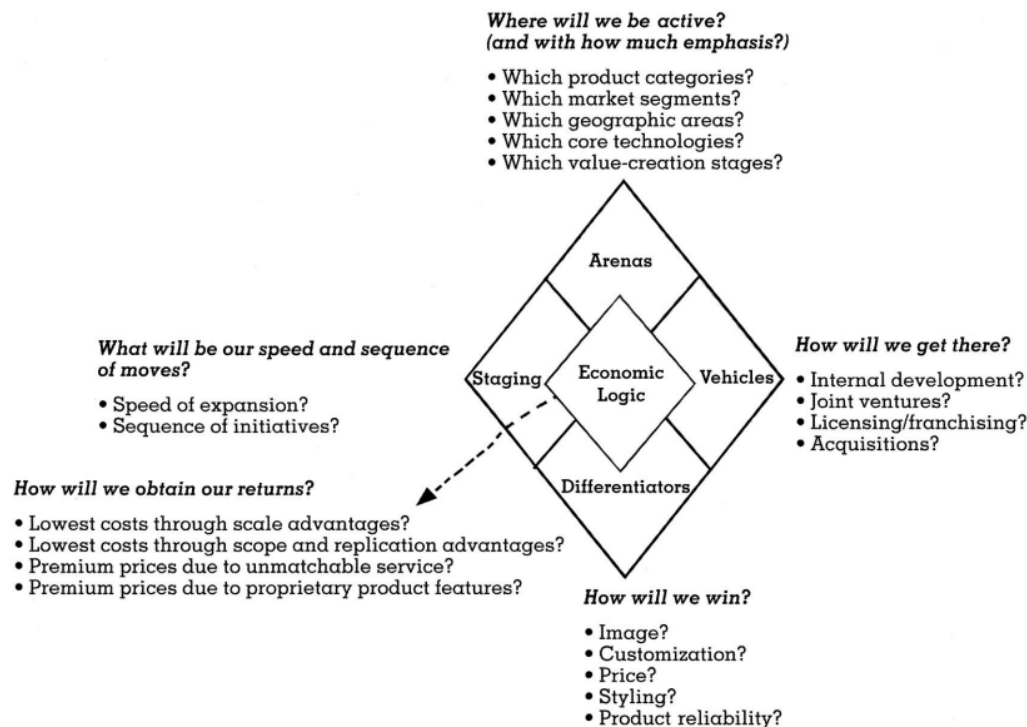 Where will we be active?
(and with how much emphasis?)
• Which product categories?
• Which market segments?
• Which geographic areas?
• Which core technologies?
• Which value-creation stages?
Arenas
What will be our speed and sequence
of moves?
• Speed of expansion?
• Sequence of initiatives?
Staging
Economic
Logic
Vehicles
How will we get there?
• Internal development?
• Joint ventures?
• Licensing/franchising?
• Acquisitions?
Differentiators
How will we obtain our returns?
• Lowest costs through scale advantages?
• Lowest costs through scope and replication advantages?
• Premium prices due to unmatchable service?
• Premium prices due to proprietary product features?
How will we win?
• Image?
• Customization?
• Price?
• Styling?
• Product reliability?